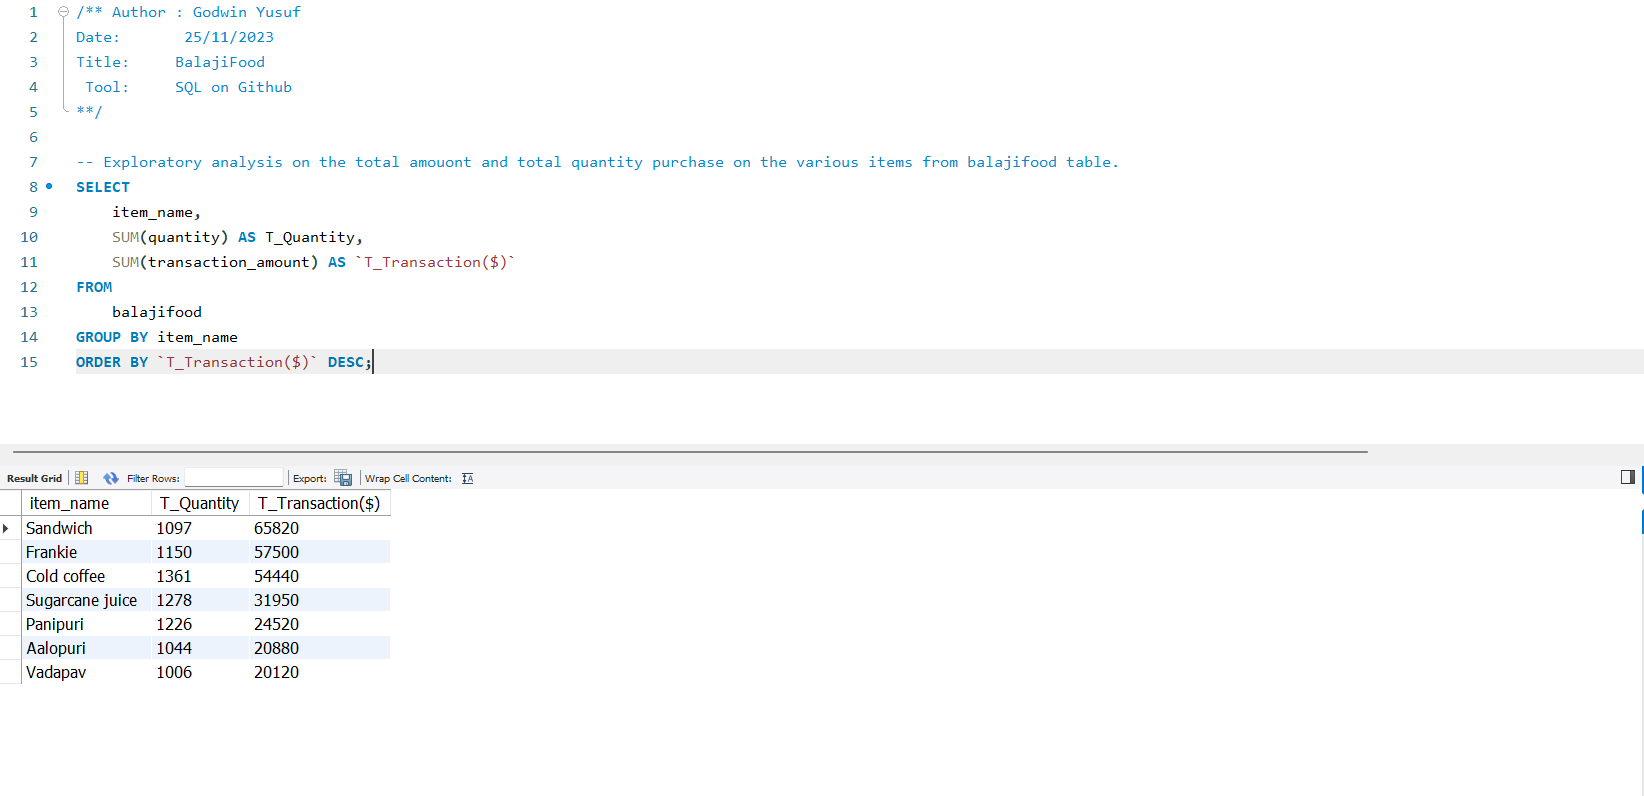 1 /** Author : Godwin Yusuf
2 Date: 25/11/2023
3 Title: BalajiFood
4 Tool: SQL on Github
5 **/
6
7 -- Exploratory analysis on the total amouont and total quantity purchase on the various items from balajifood table.
8 SELECT
9 item_name,
10 SUM(quantity) AS T_Quantity,
11 SUM(transaction_amount) AS `T_Transaction($)`
12 FROM
13 balajifood
14 GROUP BY item_name
15 ORDER BY `T_Transaction($)` DESC;
Result Grid Filter Rows: Export: Wrap Cell Content:
item_name T_Quantity T_Transaction($)
Sandwich 1097 65820
Frankie 1150 57500
Cold coffee 1361 54440
Sugarcane juice 1278 31950
Panipuri 1226 24520
Aalopuri 1044 20880
Vadapav 1006 20120